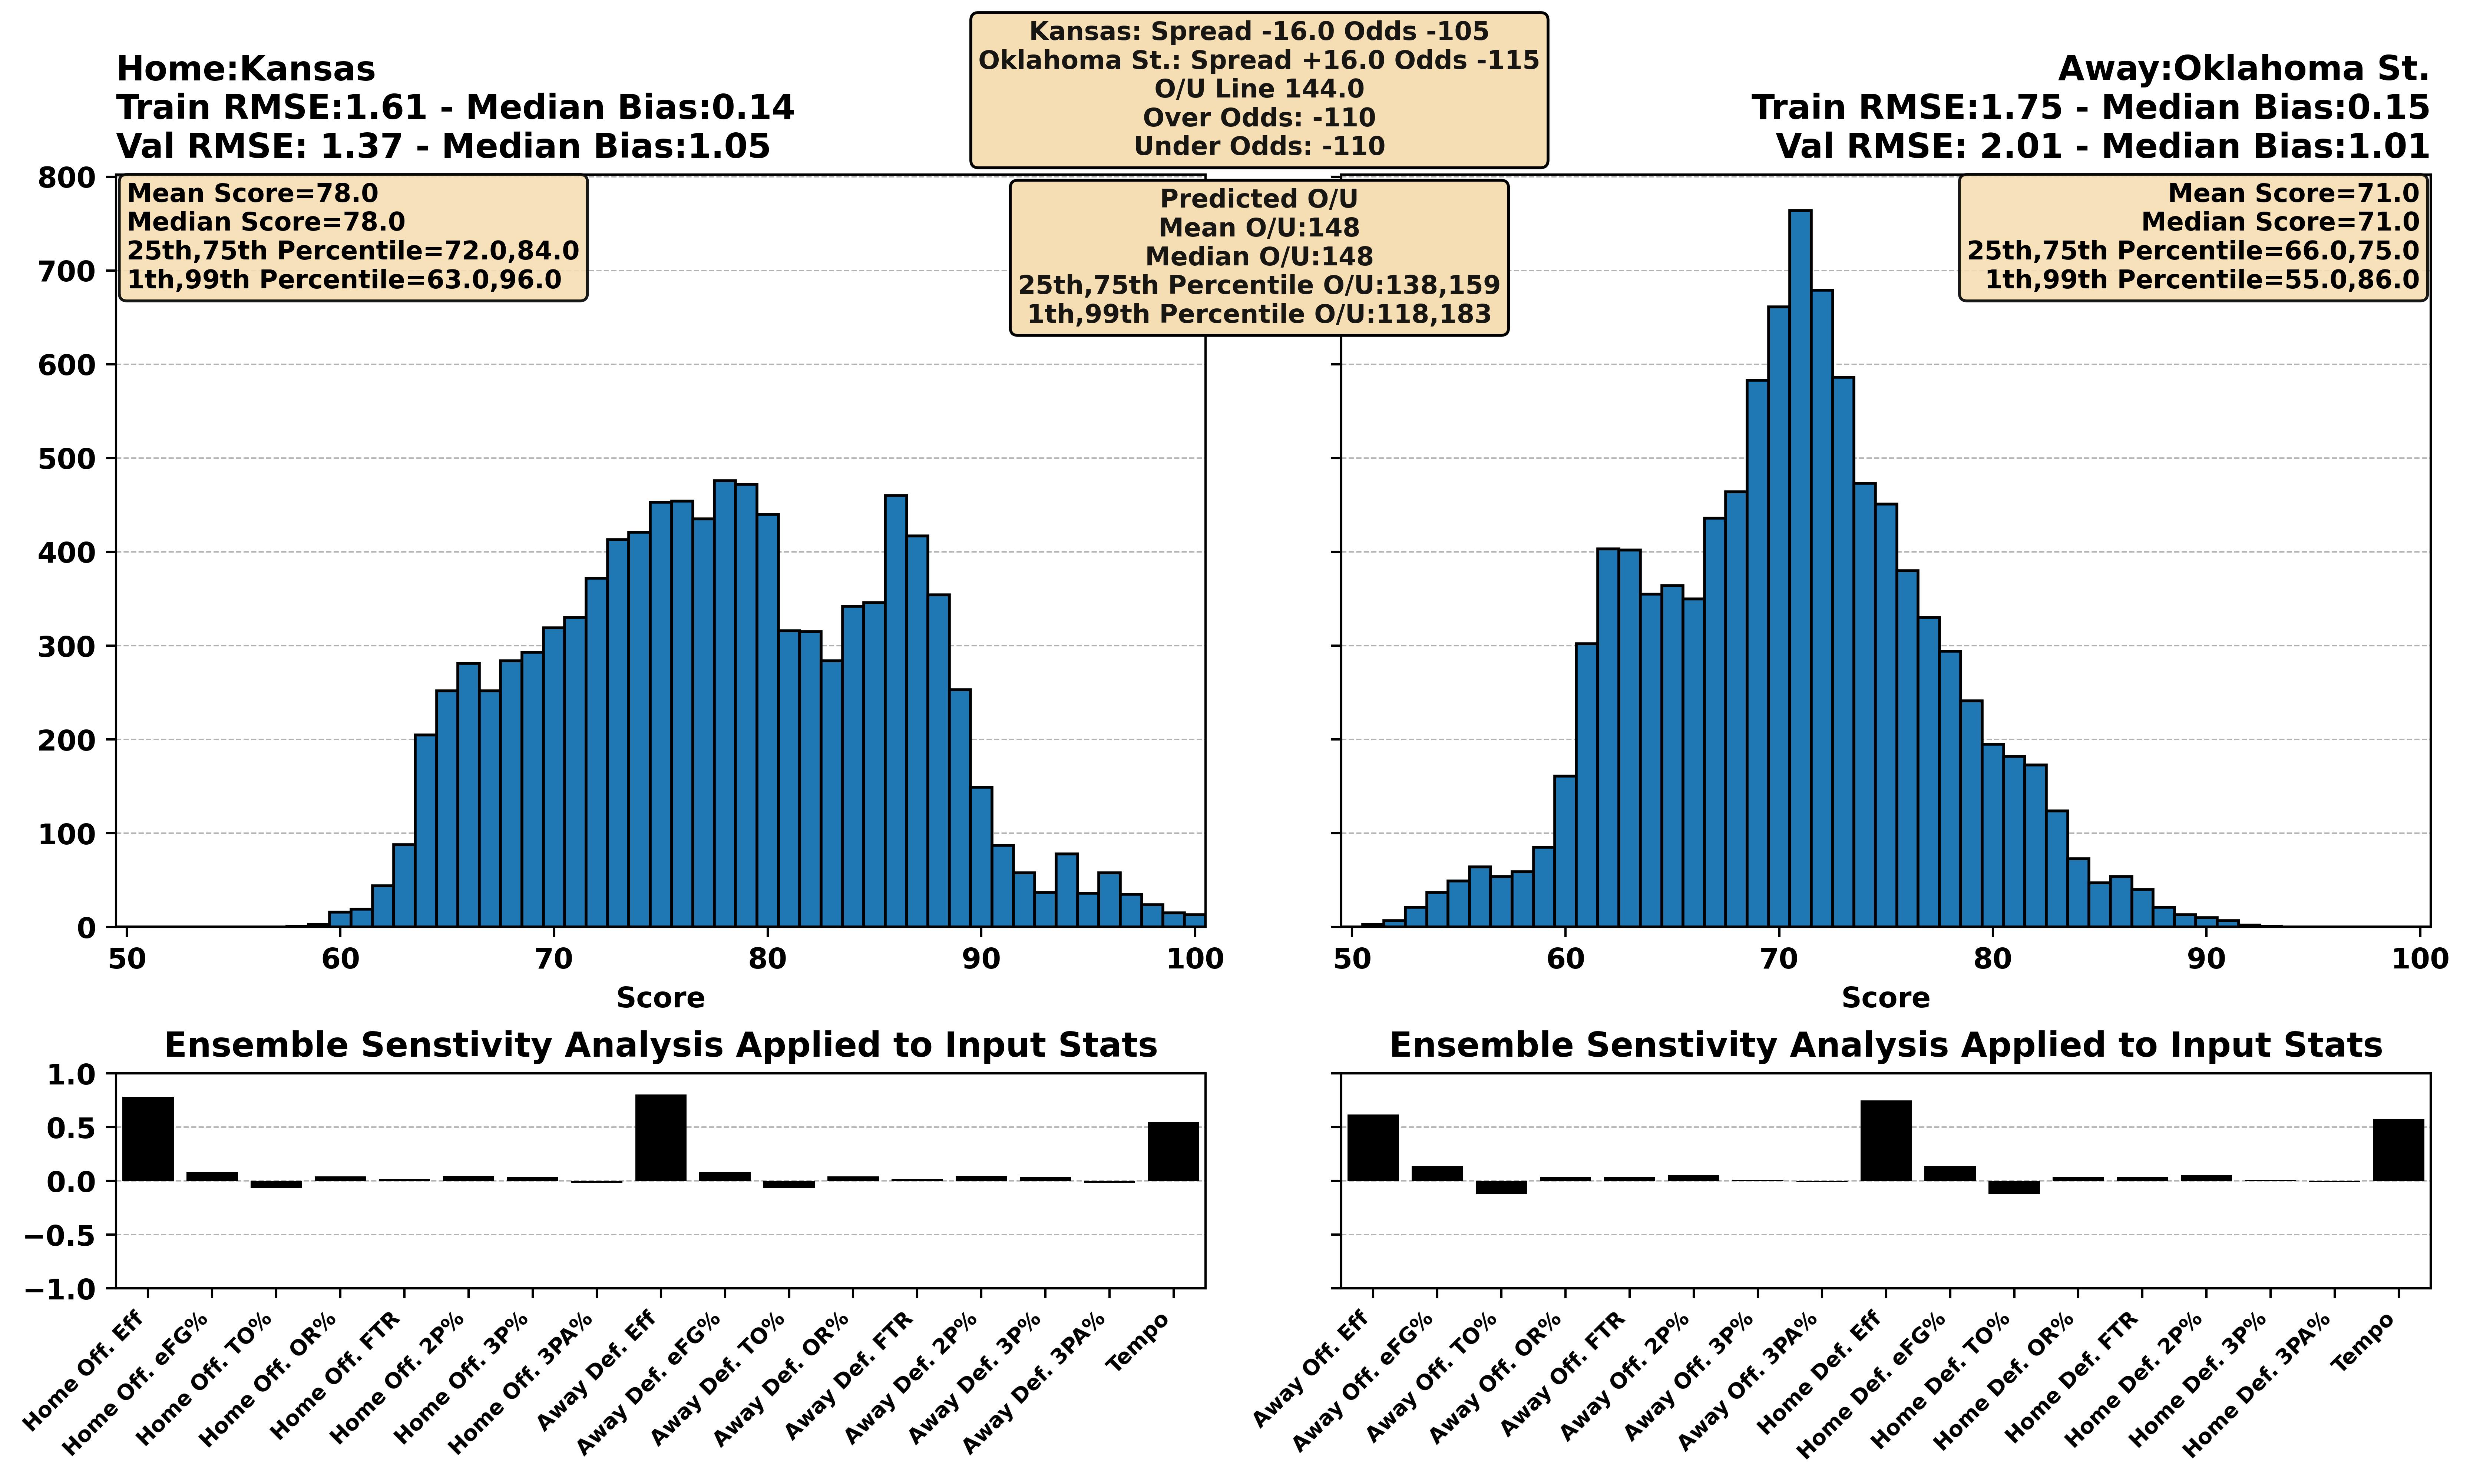 Kansas: Spread -16.0 Odds -105
Oklahoma St.: Spread +16.0 Odds -115
O/U Line 144.0
Over Odds: -110
Under Odds: -110
Home:Kansas
Train RMSE:1.61 - Median Bias:0.14
Val RMSE: 1.37 - Median Bias:1.05
Away:Oklahoma St.
Train RMSE:1.75 - Median Bias:0.15
Val RMSE: 2.01 - Median Bias:1.01
Mean Score=78.0
Median Score=78.0
25th,75th Percentile=72.0,84.0
1th,99th Percentile=63.0,96.0
Predicted O/U
Mean O/U:148
Median O/U:148
25th,75th Percentile O/U:138,159
1th,99th Percentile O/U:118,183
Mean Score=71.0
Median Score=71.0
25th,75th Percentile=66.0,75.0
1th,99th Percentile=55.0,86.0
800
700
600
500
400
300
200
100
0
50 60 70 80 90 100
Score
50 60 70 80 90 100
Score
Ensemble Senstivity Analysis Applied to Input Stats
1.0
0.5
0.0
−0.5
−1.0
Home Off. Eff
Home Off. eFG%
Home Off. TO%
Home Off. OR%
Home Off. FTR
Home Off. 2P%
Home Off. 3P%
Home Off. 3PA%
Away Def. Eff
Away Def. eFG%
Away Def. TO%
Away Def. OR%
Away Def. FTR
Away Def. 2P%
Away Def. 3P%
Away Def. 3PA%
Tempo
Ensemble Senstivity Analysis Applied to Input Stats
Away Off. Eff
Away Off. eFG%
Away Off. TO%
Away Off. OR%
Away Off. FTR
Away Off. 2P%
Away Off. 3P%
Away Off. 3PA%
Home Def. Eff
Home Def. eFG%
Home Def. TO%
Home Def. OR%
Home Def. FTR
Home Def. 2P%
Home Def. 3P%
Home Def. 3PA%
Tempo